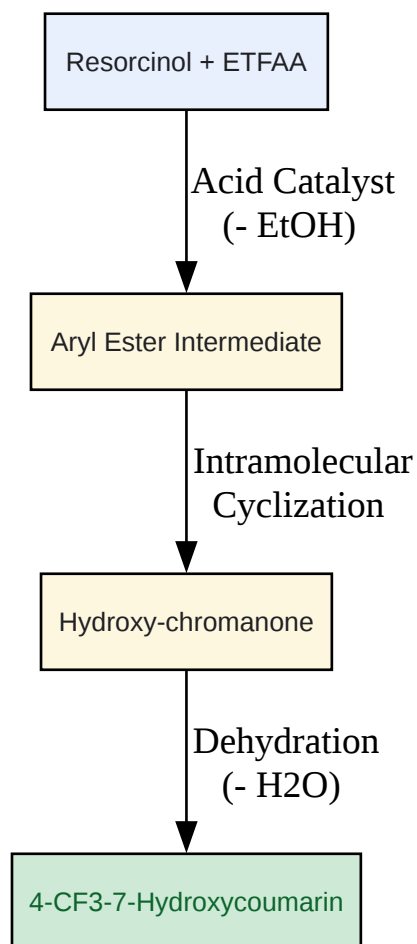 Resorcinol + ETFAA
Acid Catalyst
(- EtOH)
Aryl Ester Intermediate
Intramolecular
Cyclization
Hydroxy-chromanone
Dehydration
(- H2O)
4-CF3-7-Hydroxycoumarin